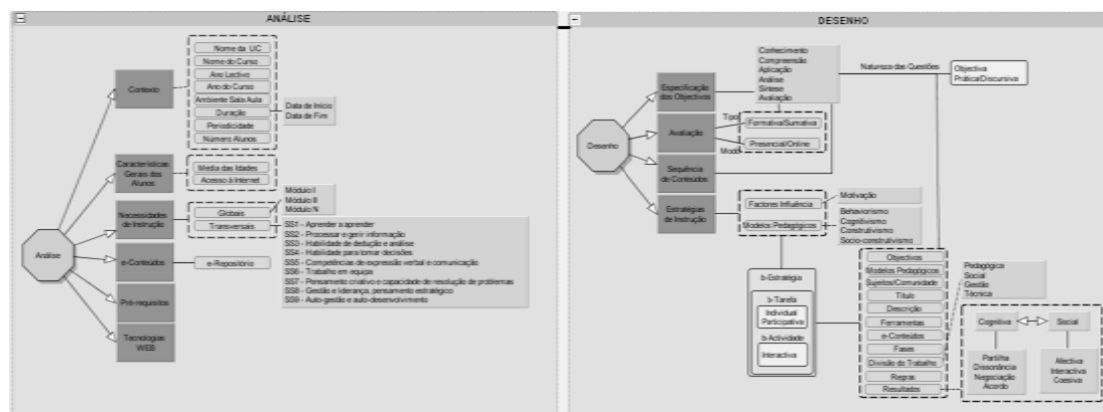 ANÁLISE
Nome da UC
Nome do Curso
Ano Lectivo
Ano do Curso
Ambiente Sala Aula
Duração
Periodicidade
Número Alunos
Data de Início
Data de Fim
Contexto
Características
Gerais dos
Alunos
Média das Idades
Acesso à Internet
Necessidades
de Instrução
Globais
Transversais
Módulo I
Módulo II
Módulo N
SS1 - Aprender a aprender
SS2 - Processar e gerir informação
SS3 - Habilidade de dedução e análise
SS4 - Habilidade para tomar decisões
SS5 - Competências de expressão verbal e comunicação
SS6 - Trabalho em equipa
SS7 - Pensamento criativo e capacidade de resolução de problemas
SS8 - Gestão e liderança, pensamento estratégico
SS9 - Auto-gestão e auto-desenvolvimento
Análise
e-Conteúdos
e-Repositório
Pré-requisitos
Tecnologias
WEB
DESENHO
Conhecimento
Compreensão
Aplicação
Análise
Síntese
Avaliação
Natureza das Questões
Objectiva
Prática/Discursiva
Especificação
dos Objectivos
Desenho
Avaliação
Tipo
Formativa/Sumativa
Modo
Presencial/Online
Sequência
de Conteúdos
Estratégias
de Instrução
Factores Influência
Modelos Pedagógicos
Motivação
Behaviorismo
Cognitivismo
Construtivismo
Socio-construtivismo
b-Estratégia
b-Tarefa
Individual
Participativa
b-Actividade
Interactiva
Objectivos
Modelos Pedagógicos
Sujeitos/Comunidade
Título
Descrição
Ferramentas
e-Conteúdos
Fases
Divisão do Trabalho
Regras
Resultados
Pedagógica
Social
Gestão
Técnica
Cognitiva
Social
Partilha
Dissonância
Negociação
Acordo
Afectiva
Interactiva
Coesiva